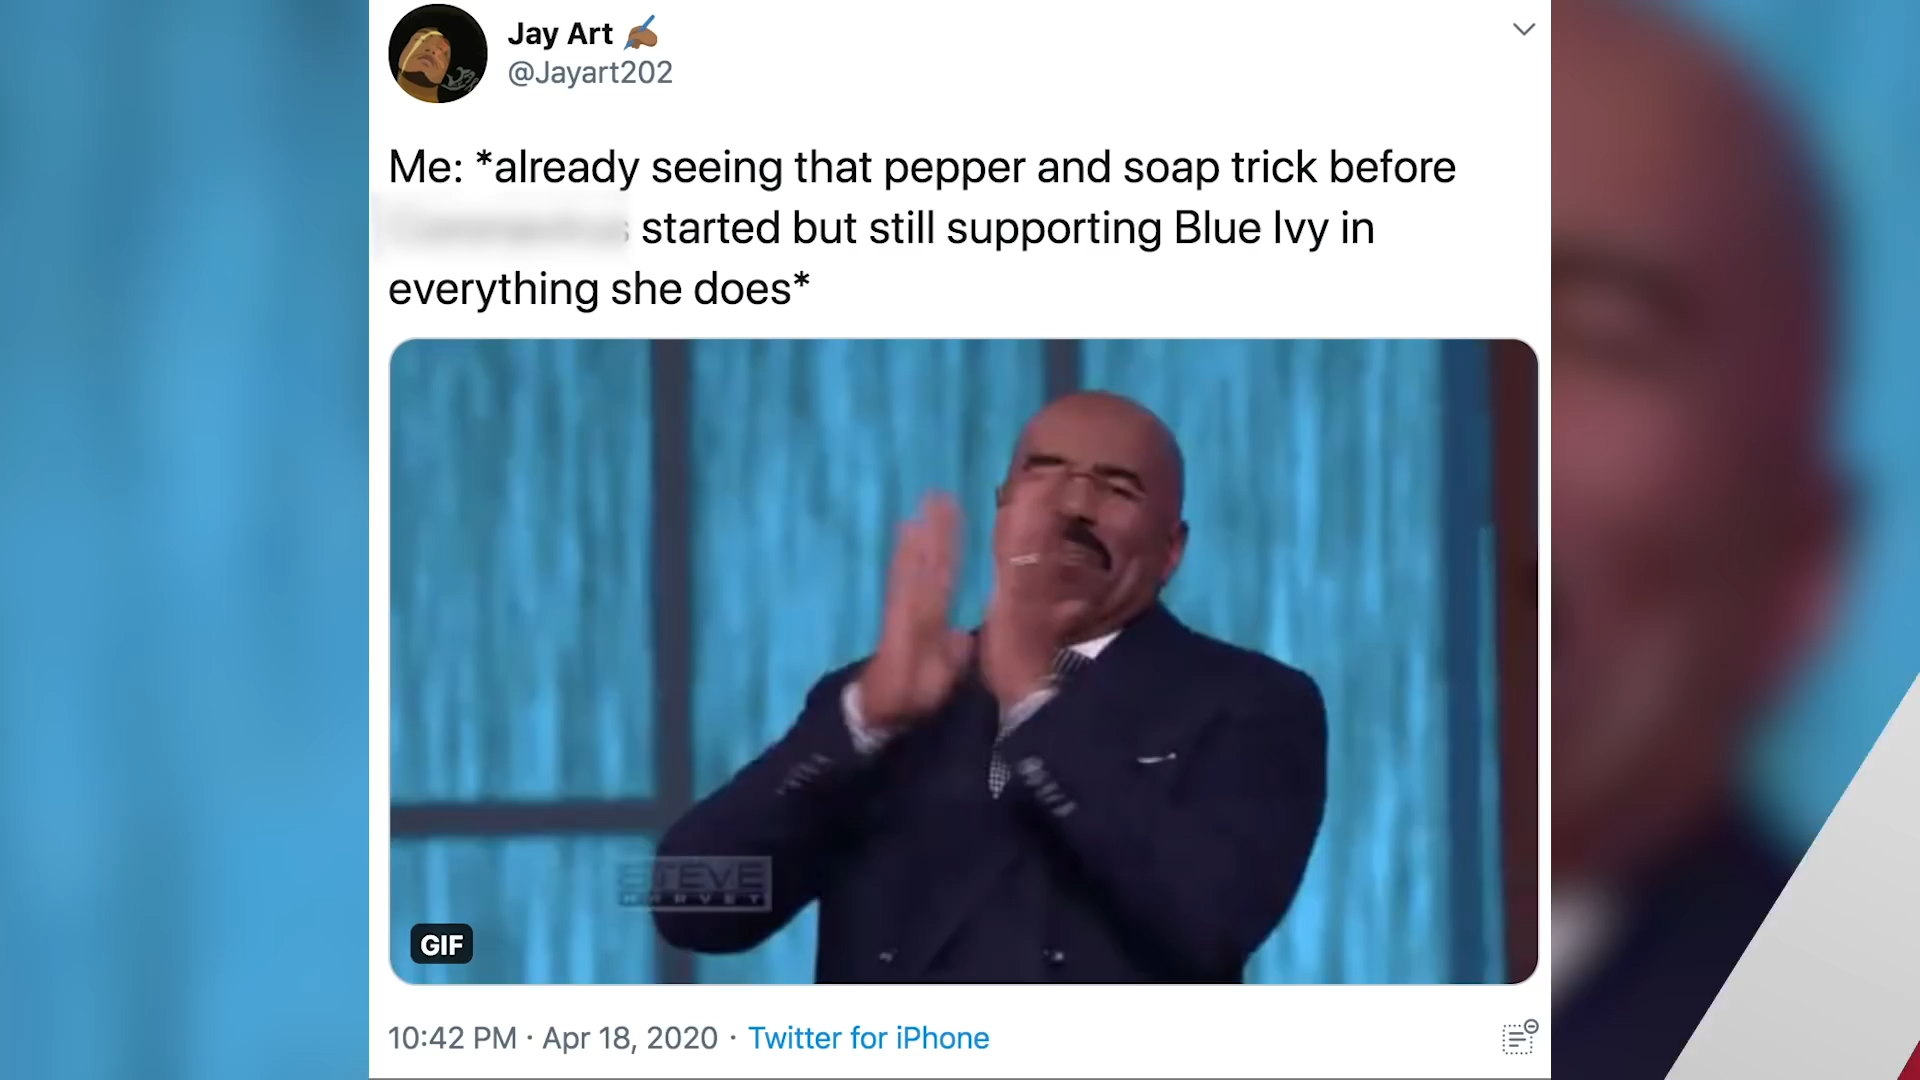 Jay Art
@Jayart202
Me: *already seeing that pepper and soap trick before
started but still supporting Blue Ivy in
everything she does*
STEVE
HARVEY
GIF
10:42 PM · Apr 18, 2020 · Twitter for iPhone